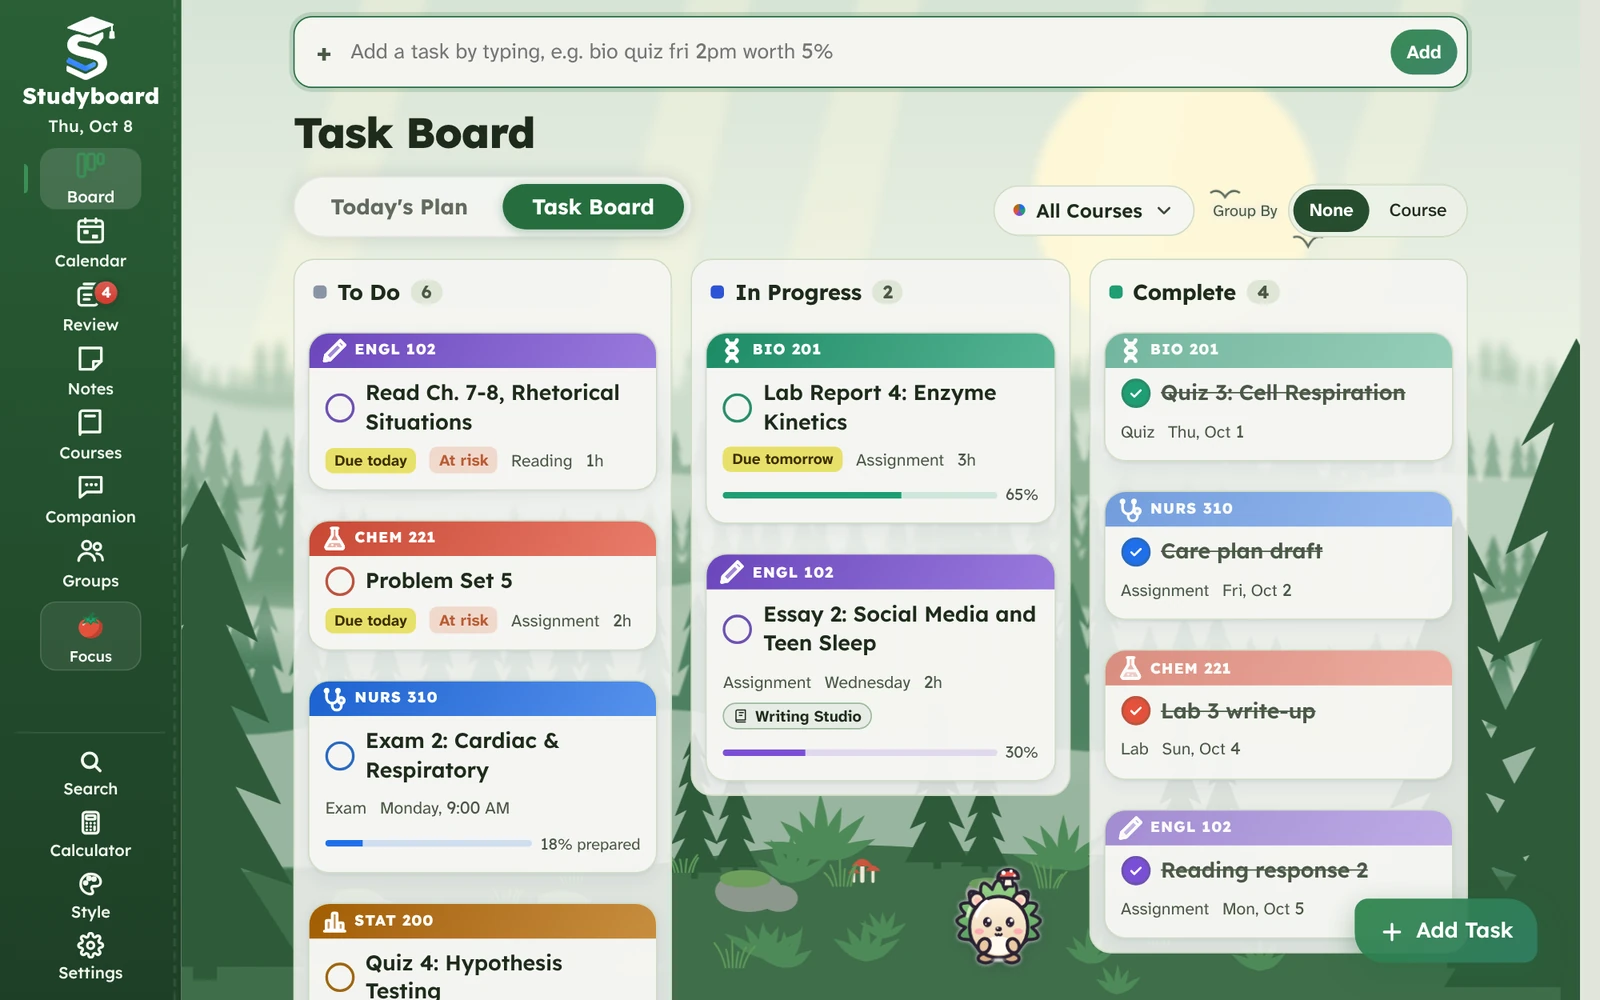 Studyboard
Thu, Oct 8
Board
Calendar
4
Review
Notes
Courses
Companion
Groups
Focus
Search
Calculator
Style
Settings
+ Add a task by typing, e.g. bio quiz fri 2pm worth 5%
Add
Task Board
Today's Plan
Task Board
All Courses
Group By
None
Course
To Do 6
ENGL 102
Read Ch. 7-8, Rhetorical
Situations
Due today At risk Reading 1h
CHEM 221
Problem Set 5
Due today At risk Assignment 2h
NURS 310
Exam 2: Cardiac &
Respiratory
Exam Monday, 9:00 AM
18% prepared
STAT 200
Quiz 4: Hypothesis
Testing
In Progress 2
BIO 201
Lab Report 4: Enzyme
Kinetics
Due tomorrow Assignment 3h
65%
ENGL 102
Essay 2: Social Media and
Teen Sleep
Assignment Wednesday 2h
Writing Studio
30%
Complete 4
BIO 201
Quiz 3: Cell Respiration
Quiz Thu, Oct 1
NURS 310
Care plan draft
Assignment Fri, Oct 2
CHEM 221
Lab 3 write-up
Lab Sun, Oct 4
ENGL 102
Reading response 2
Assignment Mon, Oct 5
+ Add Task